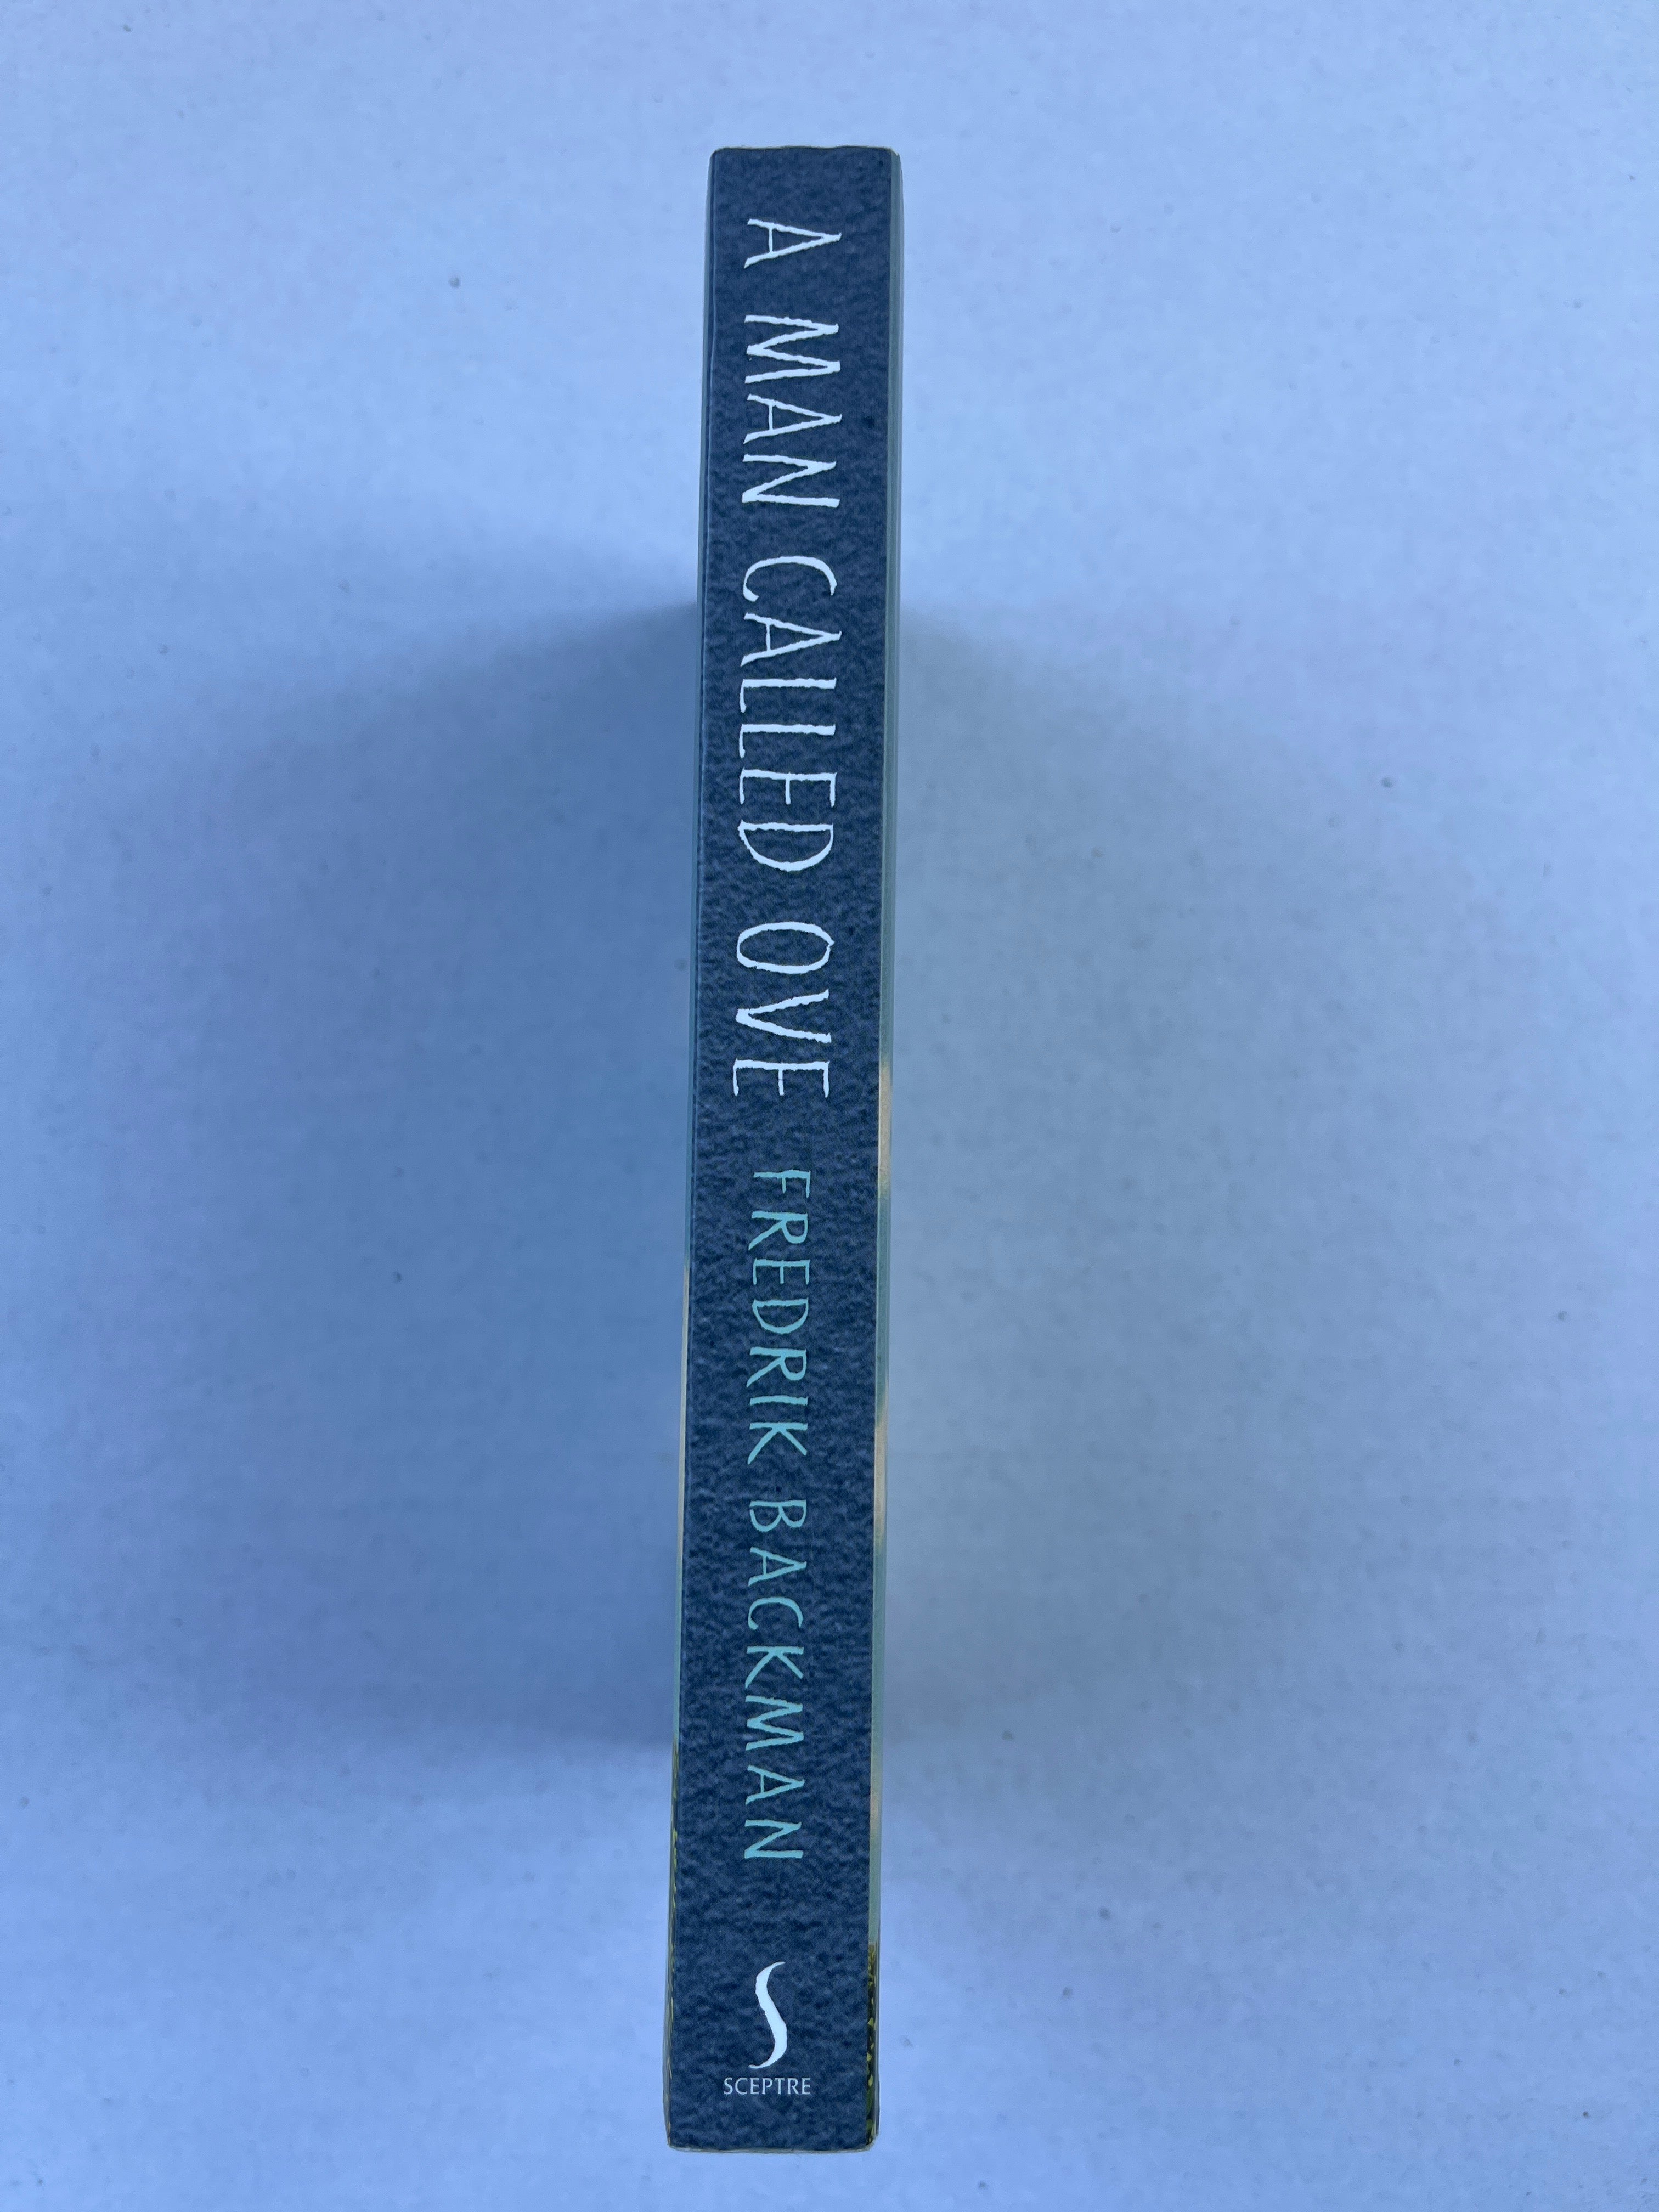 A MAN CALLED OVE FREDRIK BACKMAN
SCEPTRE